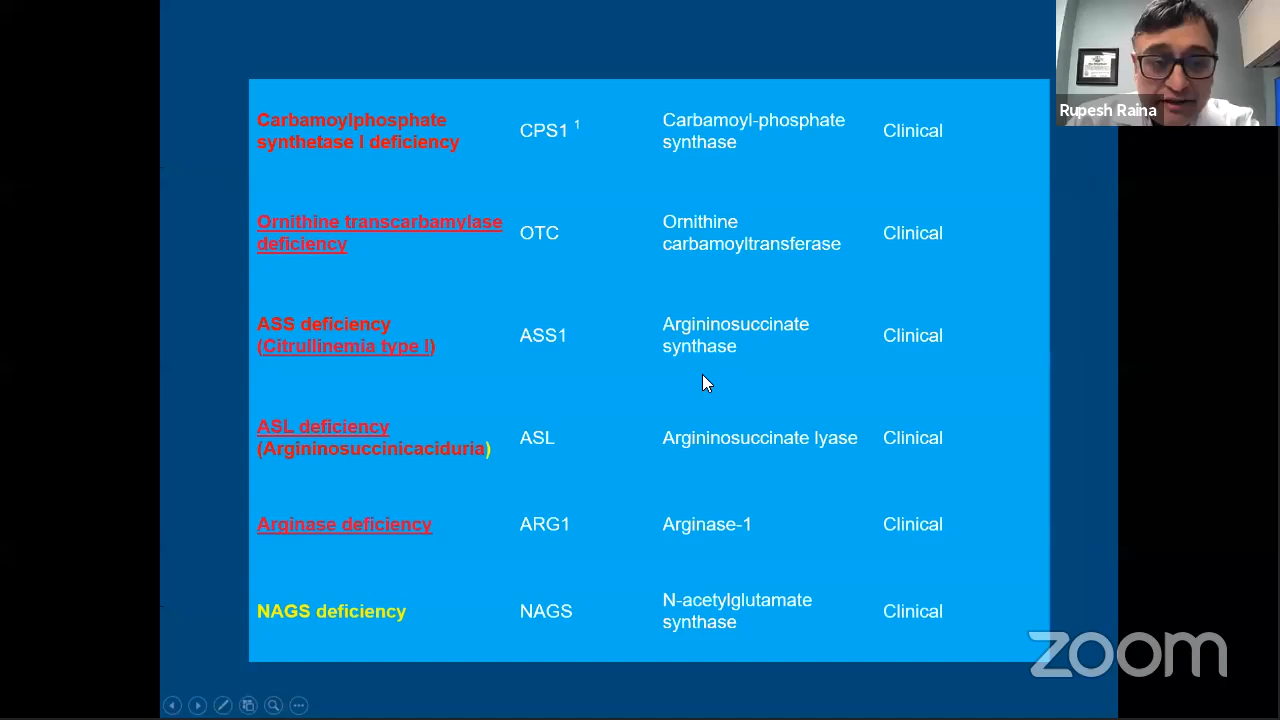 Rupesh Raina
Carbamoylphosphate
synthetase I deficiency
CPS1 1
Carbamoyl-phosphate
synthase
Clinical
Ornithine transcarbamylase
deficiency
OTC
Ornithine
carbamoyltransferase
Clinical
ASS deficiency
(Citrullinemia type I)
ASS1
Argininosuccinate
synthase
Clinical
ASL deficiency
(Argininosuccinicaciduria)
ASL
Argininosuccinate lyase
Clinical
Arginase deficiency
ARG1
Arginase-1
Clinical
NAGS deficiency
NAGS
N-acetylglutamate
synthase
Clinical
zoom